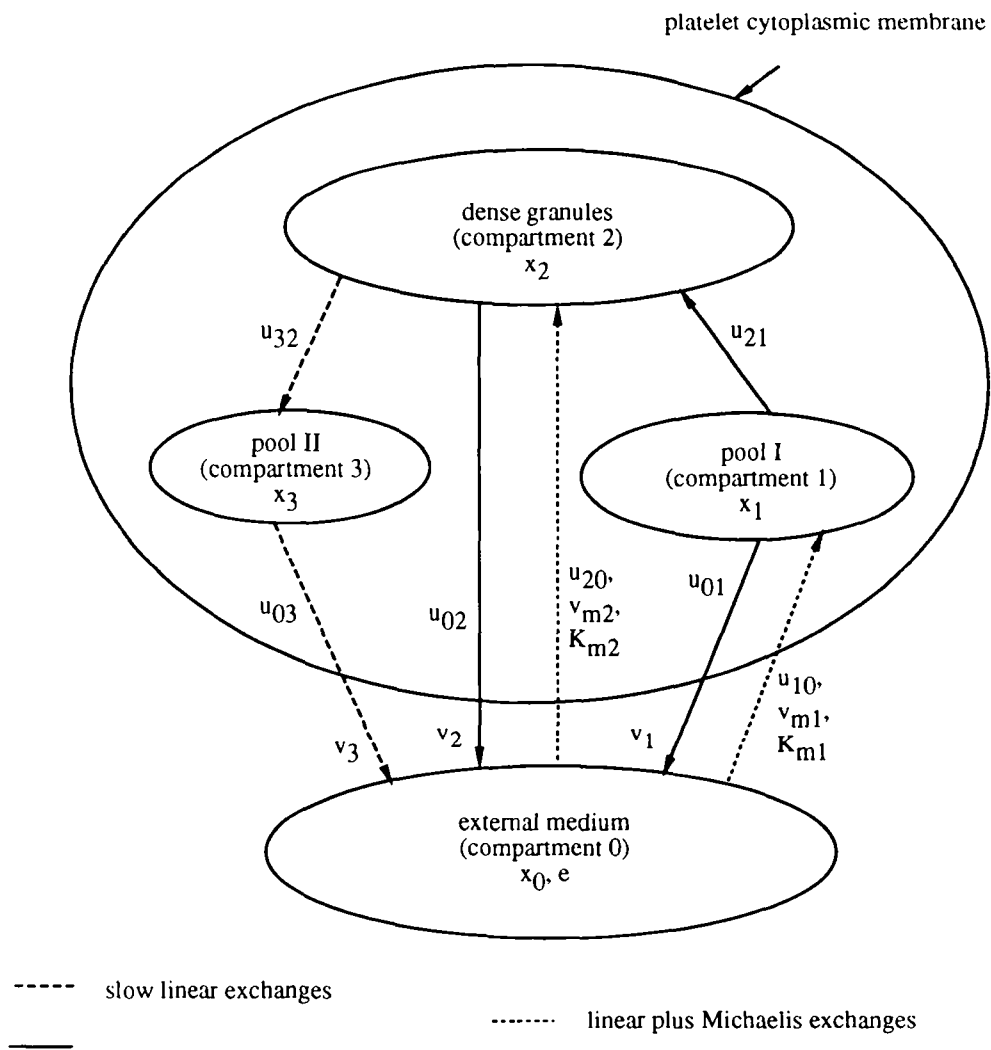 platelet cytoplasmic membrane
dense granules
(compartment 2)
x2
u32
u21
pool II
(compartment 3)
x3
pool I
(compartment 1)
x1
u03
u02
u20,
vm2,
Km2
u01
u10,
vm1,
Km1
v3
v2
v1
external medium
(compartment 0)
x0, e
slow linear exchanges
linear plus Michaelis exchanges